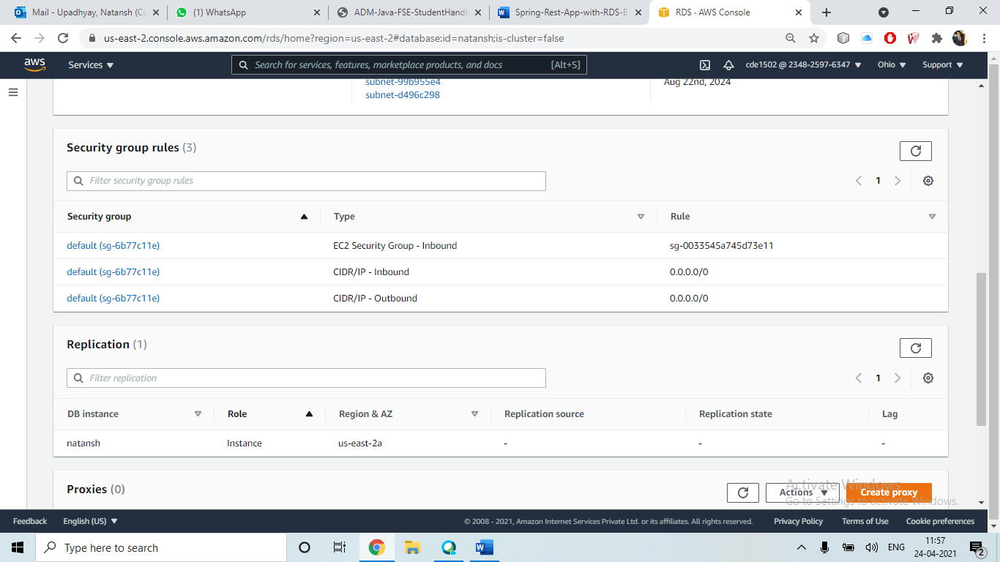 Mail - Upadhyay, Natansh (Co
(1) WhatsApp
ADM-Java-FSE-StudentHandb
Spring-Rest-App-with-RDS-B
RDS · AWS Console
us-east-2.console.aws.amazon.com/rds/home?region=us-east-2#database:id=natansh;is-cluster=false
aws
Services
Search for services, features, marketplace products, and docs [Alt+S]
cde1502 @ 2348-2597-6347
Ohio
Support
subnet-99b955e4
Aug 22nd, 2024
subnet-d496c298
Security group rules (3)
Filter security group rules
1
Security group Type Rule
default (sg-6b77c11e) EC2 Security Group - Inbound sg-0033545a745d73e11
default (sg-6b77c11e) CIDR/IP - Inbound 0.0.0.0/0
default (sg-6b77c11e) CIDR/IP - Outbound 0.0.0.0/0
Replication (1)
Filter replication
1
DB instance Role Region & AZ Replication source Replication state Lag
natansh Instance us-east-2a - - -
Proxies (0)
Actions
Create proxy
Activate Windows
Go to Settings to activate Windows.
Feedback English (US) © 2008 - 2021, Amazon Internet Services Private Ltd. or its affiliates. All rights reserved. Privacy Policy Terms of Use Cookie preferences
Type here to search
ENG
11:57
24-04-2021
2